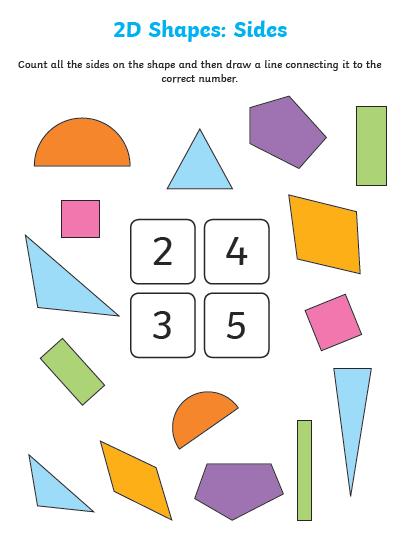 2D Shapes: Sides
Count all the sides on the shape and then draw a line connecting it to the
correct number.
2 4
3 5